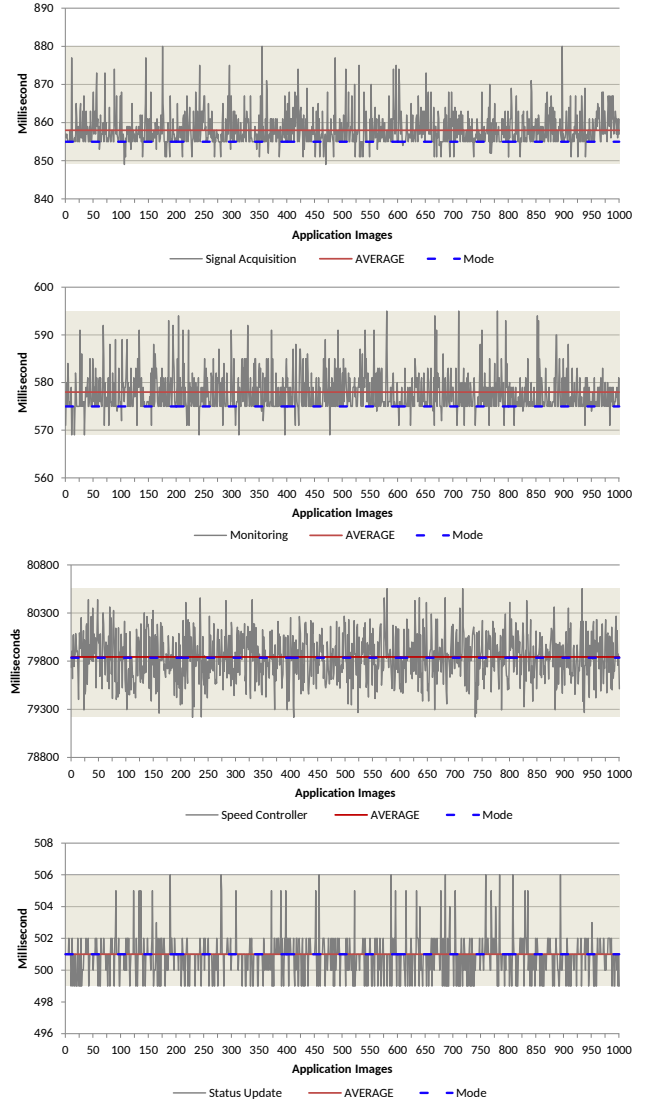 890
880
870
860
850
840
Millisecond
0 50 100 150 200 250 300 350 400 450 500 550 600 650 700 750 800 850 900 950 1000
Application Images
Signal Acquisition AVERAGE Mode
600
590
580
570
560
Millisecond
0 50 100 150 200 250 300 350 400 450 500 550 600 650 700 750 800 850 900 950 1000
Application Images
Monitoring AVERAGE Mode
80800
80300
79800
79300
78800
Milliseconds
0 50 100 150 200 250 300 350 400 450 500 550 600 650 700 750 800 850 900 950 1000
Application Images
Speed Controller AVERAGE Mode
508
506
504
502
500
498
496
Millisecond
0 50 100 150 200 250 300 350 400 450 500 550 600 650 700 750 800 850 900 950 1000
Application Images
Status Update AVERAGE Mode